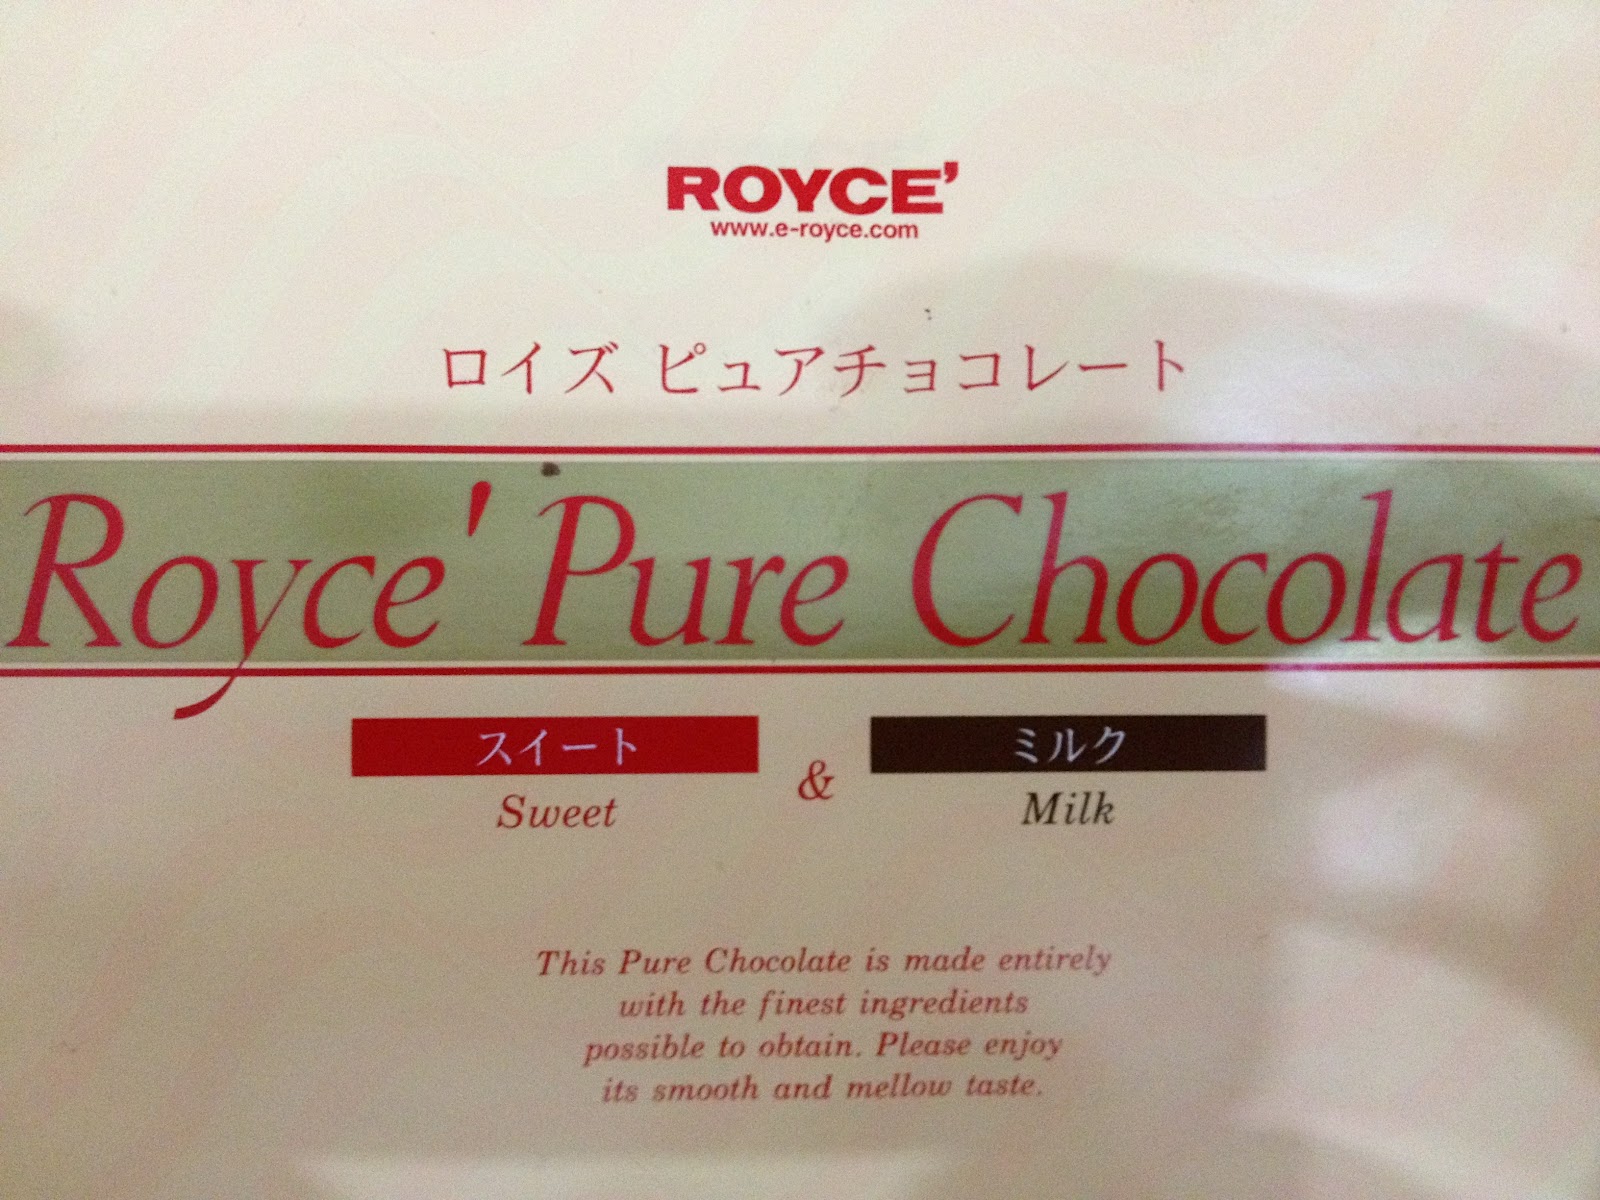 ROYCE'
www.e-royce.com
ロイズ ピュアチョコレート
Royce' Pure Chocolate
スイート & ミルク
Sweet Milk
This Pure Chocolate is made entirely
with the finest ingredients
possible to obtain. Please enjoy
its smooth and mellow taste.